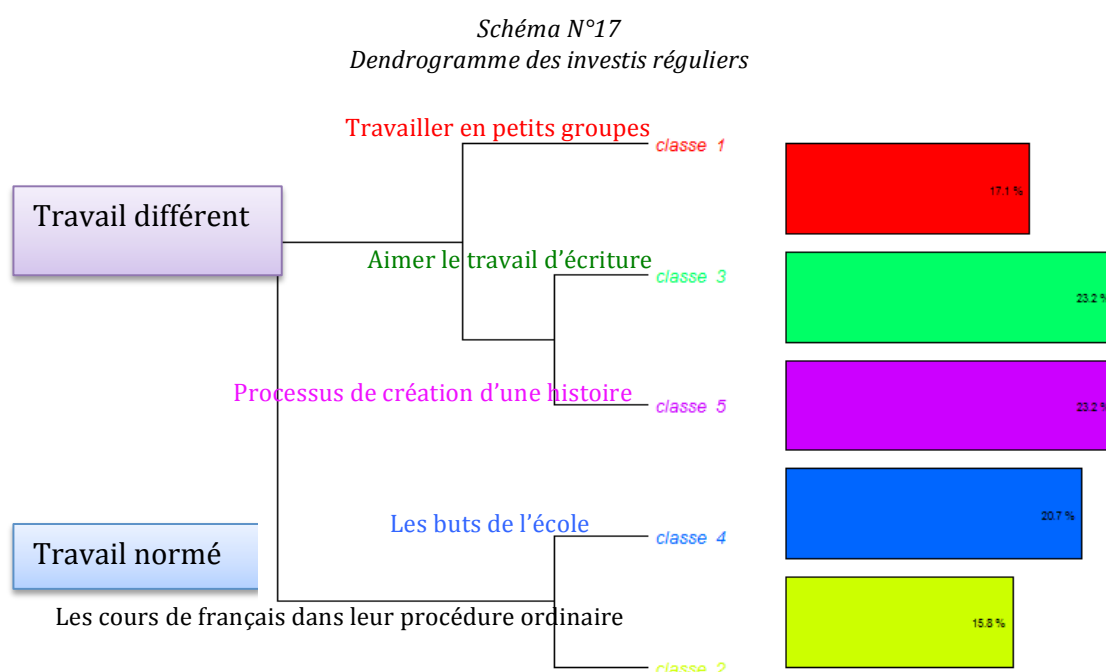 Schéma N°17
Dendrogramme des investis réguliers
Travailler en petits groupes
classe 1
17.1 %
Travail différent
Aimer le travail d'écriture
classe 3
23.2 %
Processus de création d'une histoire
classe 5
23.2 %
Les buts de l'école
classe 4
20.7 %
Travail normé
Les cours de français dans leur procédure ordinaire
15.8 %
classe 2